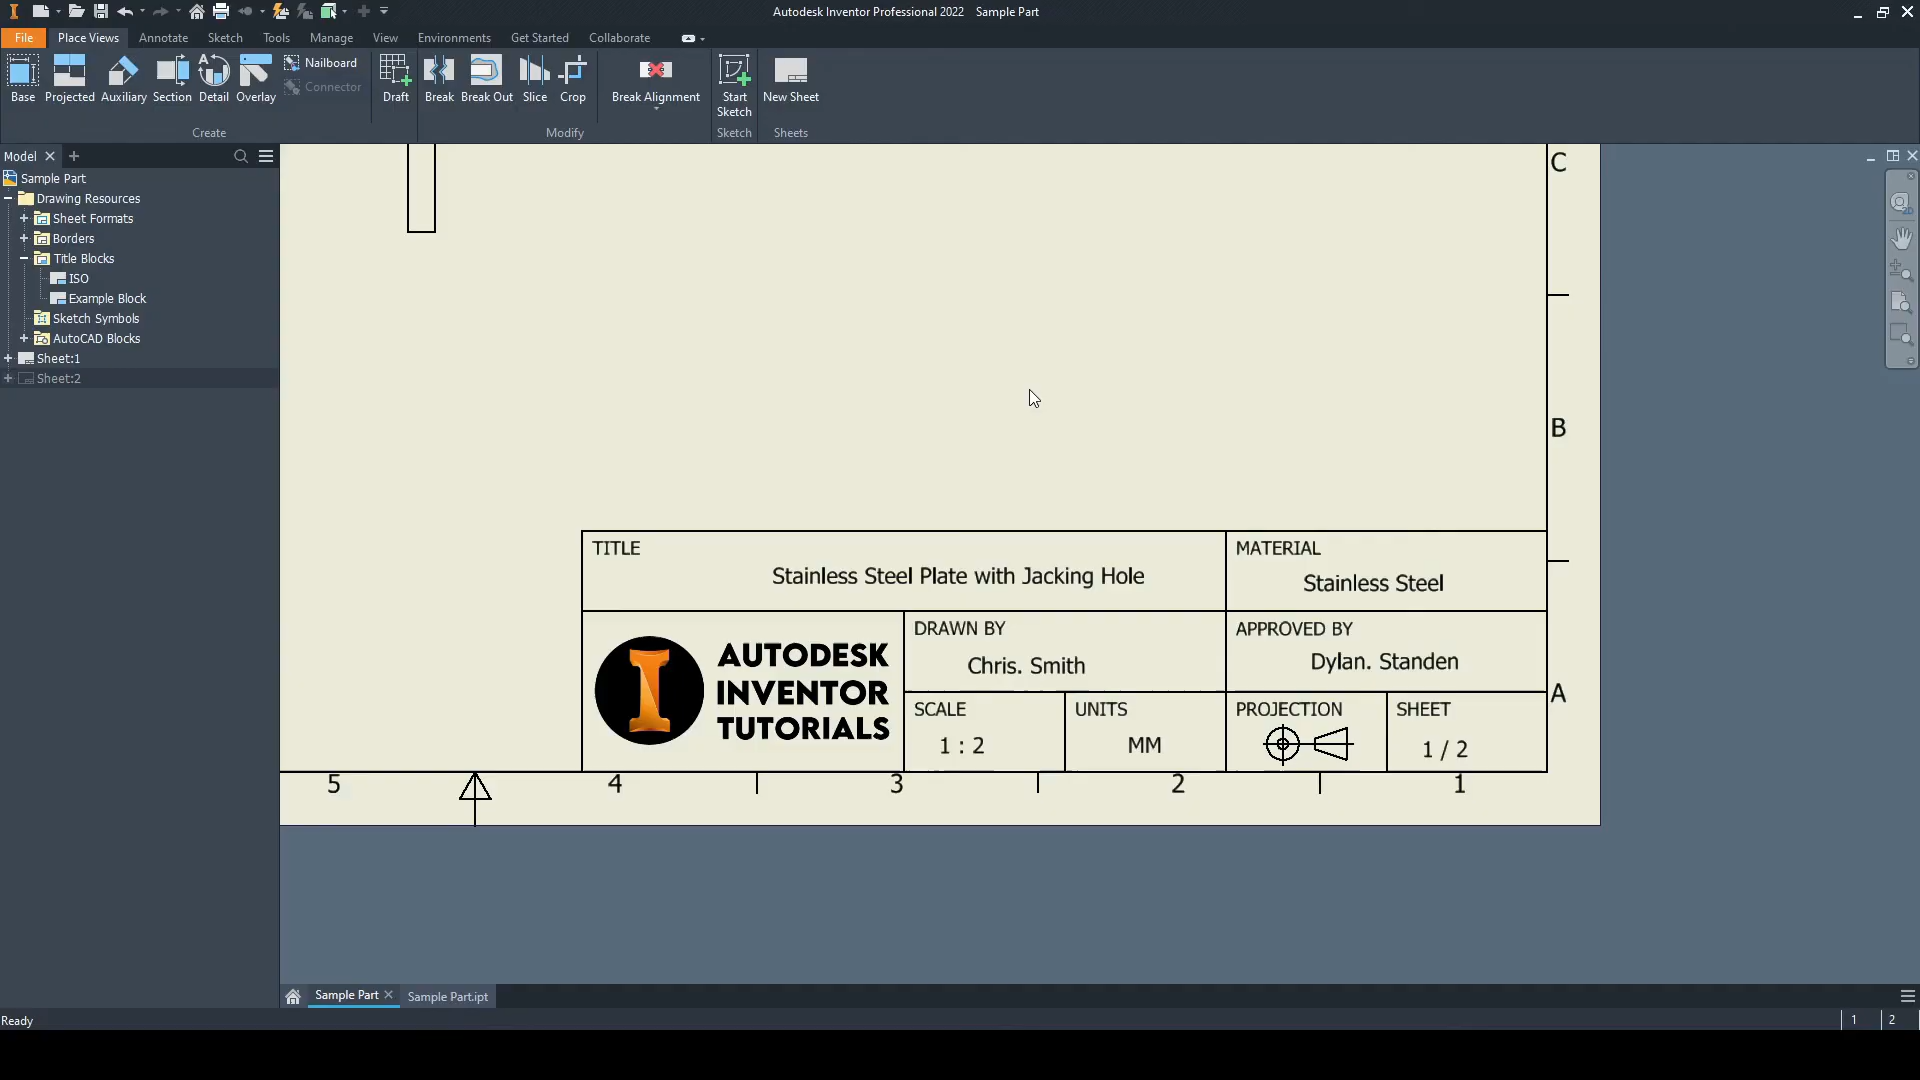 Autodesk Inventor Professional 2022 Sample Part
File Place Views Annotate Sketch Tools Manage View Environments Get Started Collaborate
Base Projected Auxiliary Section Detail Overlay Nailboard Connector Draft Break Break Out Slice Crop Break Alignment Start Sketch New Sheet
Create Modify Sketch Sheets
Model
Sample Part
Drawing Resources
Sheet Formats
Borders
Title Blocks
ISO
Example Block
Sketch Symbols
AutoCAD Blocks
Sheet:1
Sheet:2
C
B
A
TITLE
Stainless Steel Plate with Jacking Hole
MATERIAL
Stainless Steel
AUTODESK
INVENTOR
TUTORIALS
DRAWN BY
Chris. Smith
APPROVED BY
Dylan. Standen
SCALE
1 : 2
UNITS
MM
PROJECTION
SHEET
1 / 2
5 4 3 2 1
Sample Part Sample Part.ipt
Ready 1 2